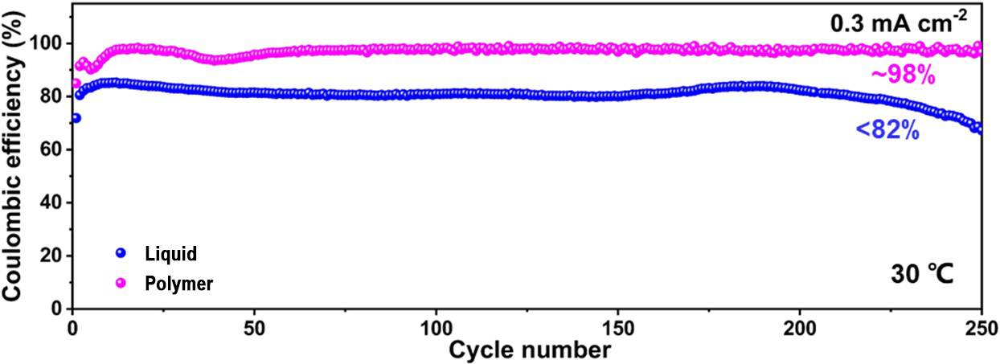 Coulombic efficiency (%)
100
80
60
40
20
0
0.3 mA cm-2
~98%
<82%
Liquid
Polymer
30 ℃
0 50 100 150 200 250
Cycle number